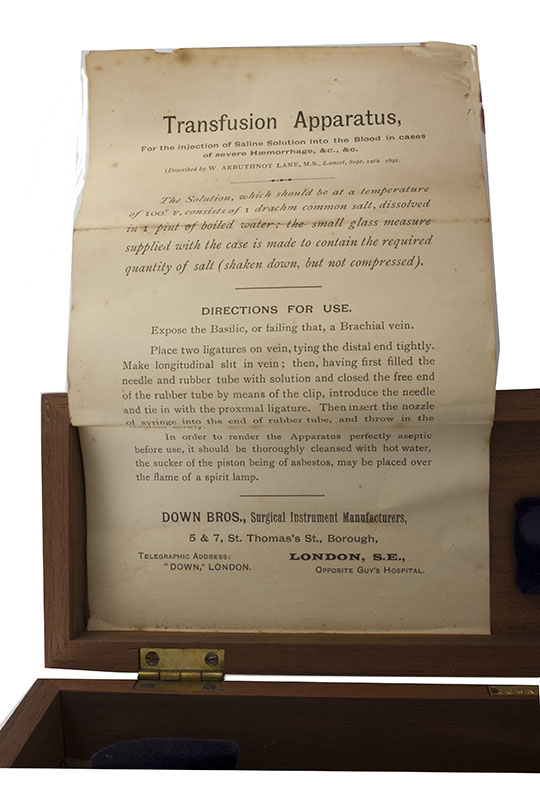 Transfusion Apparatus,
For the Injection of Saline Solution into the Blood in cases
of severe Hæmorrhage, &c., &c.
(Described by W. ARBUTHNOT LANE, M.S., Lancet, Sept. 12th 1891.
The Solution, which should be at a temperature
of 100° F, consists of 1 drachm common salt, dissolved
in 1 pint of boiled water; the small glass measure
supplied with the case is made to contain the required
quantity of salt (shaken down, but not compressed).
DIRECTIONS FOR USE.
Expose the Basilic, or failing that, a Brachial vein.
Place two ligatures on vein, tying the distal end tightly.
Make longitudinal slit in vein; then, having first filled the
needle and rubber tube with solution and closed the free end
of the rubber tube by means of the clip, introduce the needle
and tie in with the proximal ligature. Then insert the nozzle
of syringe into the end of rubber tube, and throw in the
In order to render the Apparatus perfectly aseptic
before use, it should be thoroughly cleansed with hot water,
the sucker of the piston being of asbestos, may be placed over
the flame of a spirit lamp.
DOWN BROS., Surgical Instrument Manufacturers,
5 & 7, St. Thomas's St., Borough,
TELEGRAPHIC ADDRESS: LONDON, S.E.,
"DOWN," LONDON. OPPOSITE GUY'S HOSPITAL.